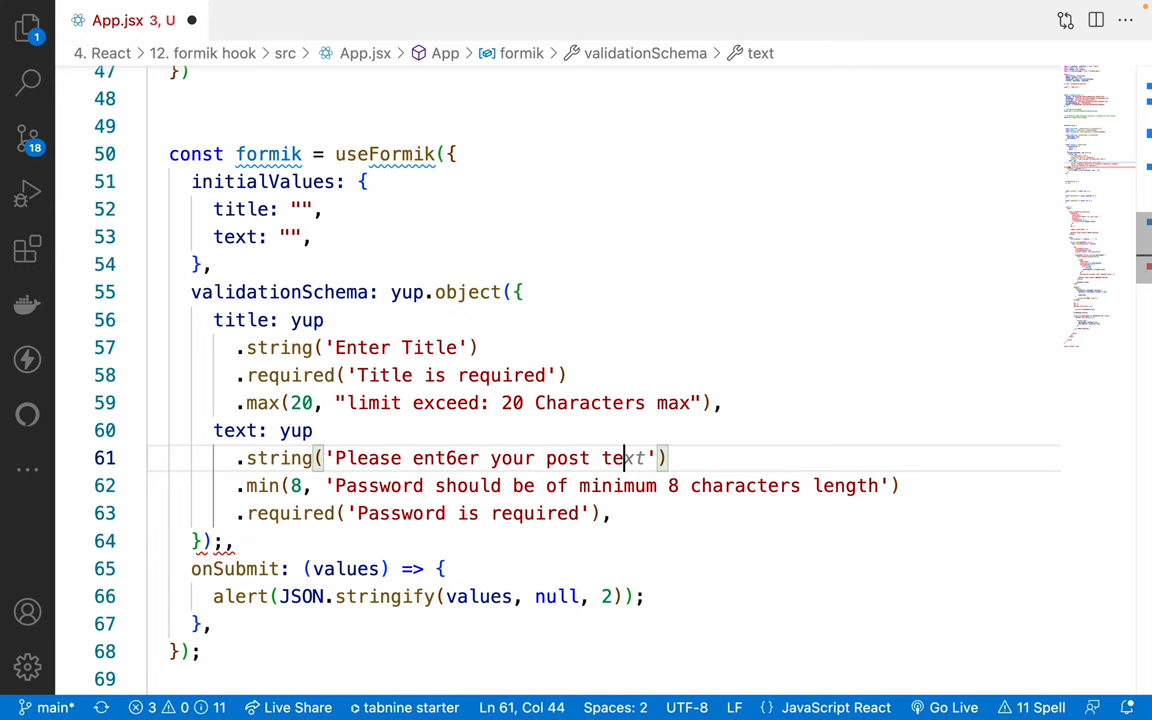 App.jsx 3, U
4. React > 12. formik hook > src > App.jsx > App > formik > validationSchema > text
47 })
48
49
50 const formik = useFormik({
51 initialValues: {
52 title: "",
53 text: "",
54 },
55 validationSchema: yup.object({
56 title: yup
57 .string('Enter Title')
58 .required('Title is required')
59 .max(20, "limit exceed: 20 Characters max"),
60 text: yup
61 .string('Please ent6er your post text')
62 .min(8, 'Password should be of minimum 8 characters length')
63 .required('Password is required'),
64 });,
65 onSubmit: (values) => {
66 alert(JSON.stringify(values, null, 2));
67 },
68 });
69
1
18
main* 3 0 11 Live Share tabnine starter Ln 61, Col 44 Spaces: 2 UTF-8 LF {} JavaScript React Go Live 11 Spell